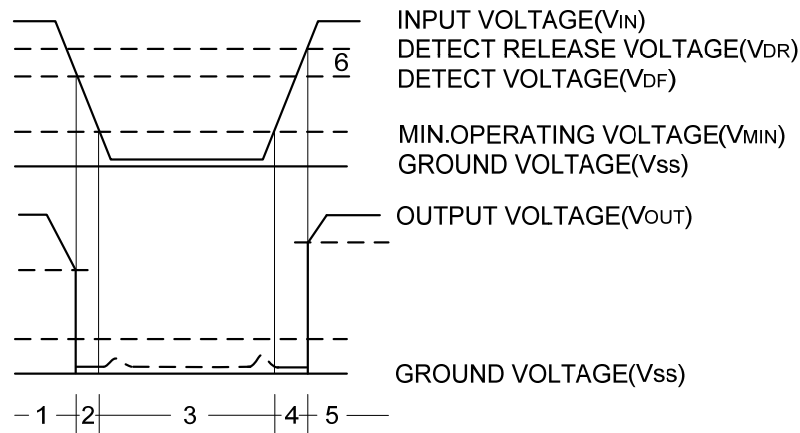 INPUT VOLTAGE(VIN)
DETECT RELEASE VOLTAGE(VDR)
6
DETECT VOLTAGE(VDF)
MIN.OPERATING VOLTAGE(VMIN)
GROUND VOLTAGE(Vss)
OUTPUT VOLTAGE(VOUT)
GROUND VOLTAGE(Vss)
1 2 3 4 5